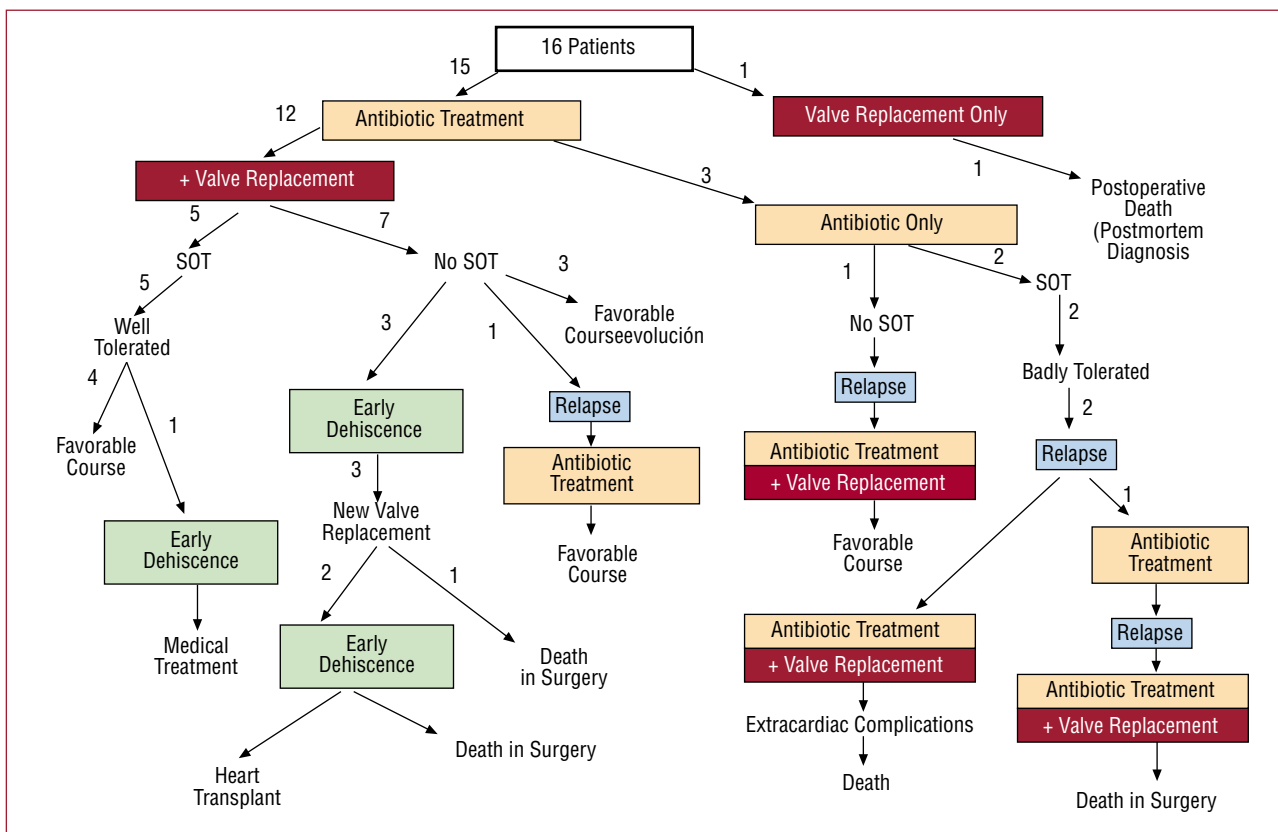 16 Patients
15
1
Antibiotic Treatment
Valve Replacement Only
12
3
1
+ Valve Replacement
Postoperative
Death
(Postmortem
Diagnosis
Antibiotic Only
5
7
SOT
No SOT
3
1
2
SOT
5
3
1
Favorable
Courseevolución
No SOT
2
Well
Tolerated
Badly Tolerated
4
1
Early
Dehiscence
Relapse
Relapse
2
Favorable
Course
3
Antibiotic
Treatment
Antibiotic Treatment
+ Valve Replacement
Relapse
1
New Valve
Replacement
Early
Dehiscence
Favorable
Course
Favorable
Course
Antibiotic
Treatment
2
1
Medical
Treatment
Early
Dehiscence
Death
in Surgery
Antibiotic Treatment
+ Valve Replacement
Relapse
Antibiotic Treatment
+ Valve Replacement
Extracardiac Complications
Death in Surgery
Heart
Transplant
Death
Death in Surgery